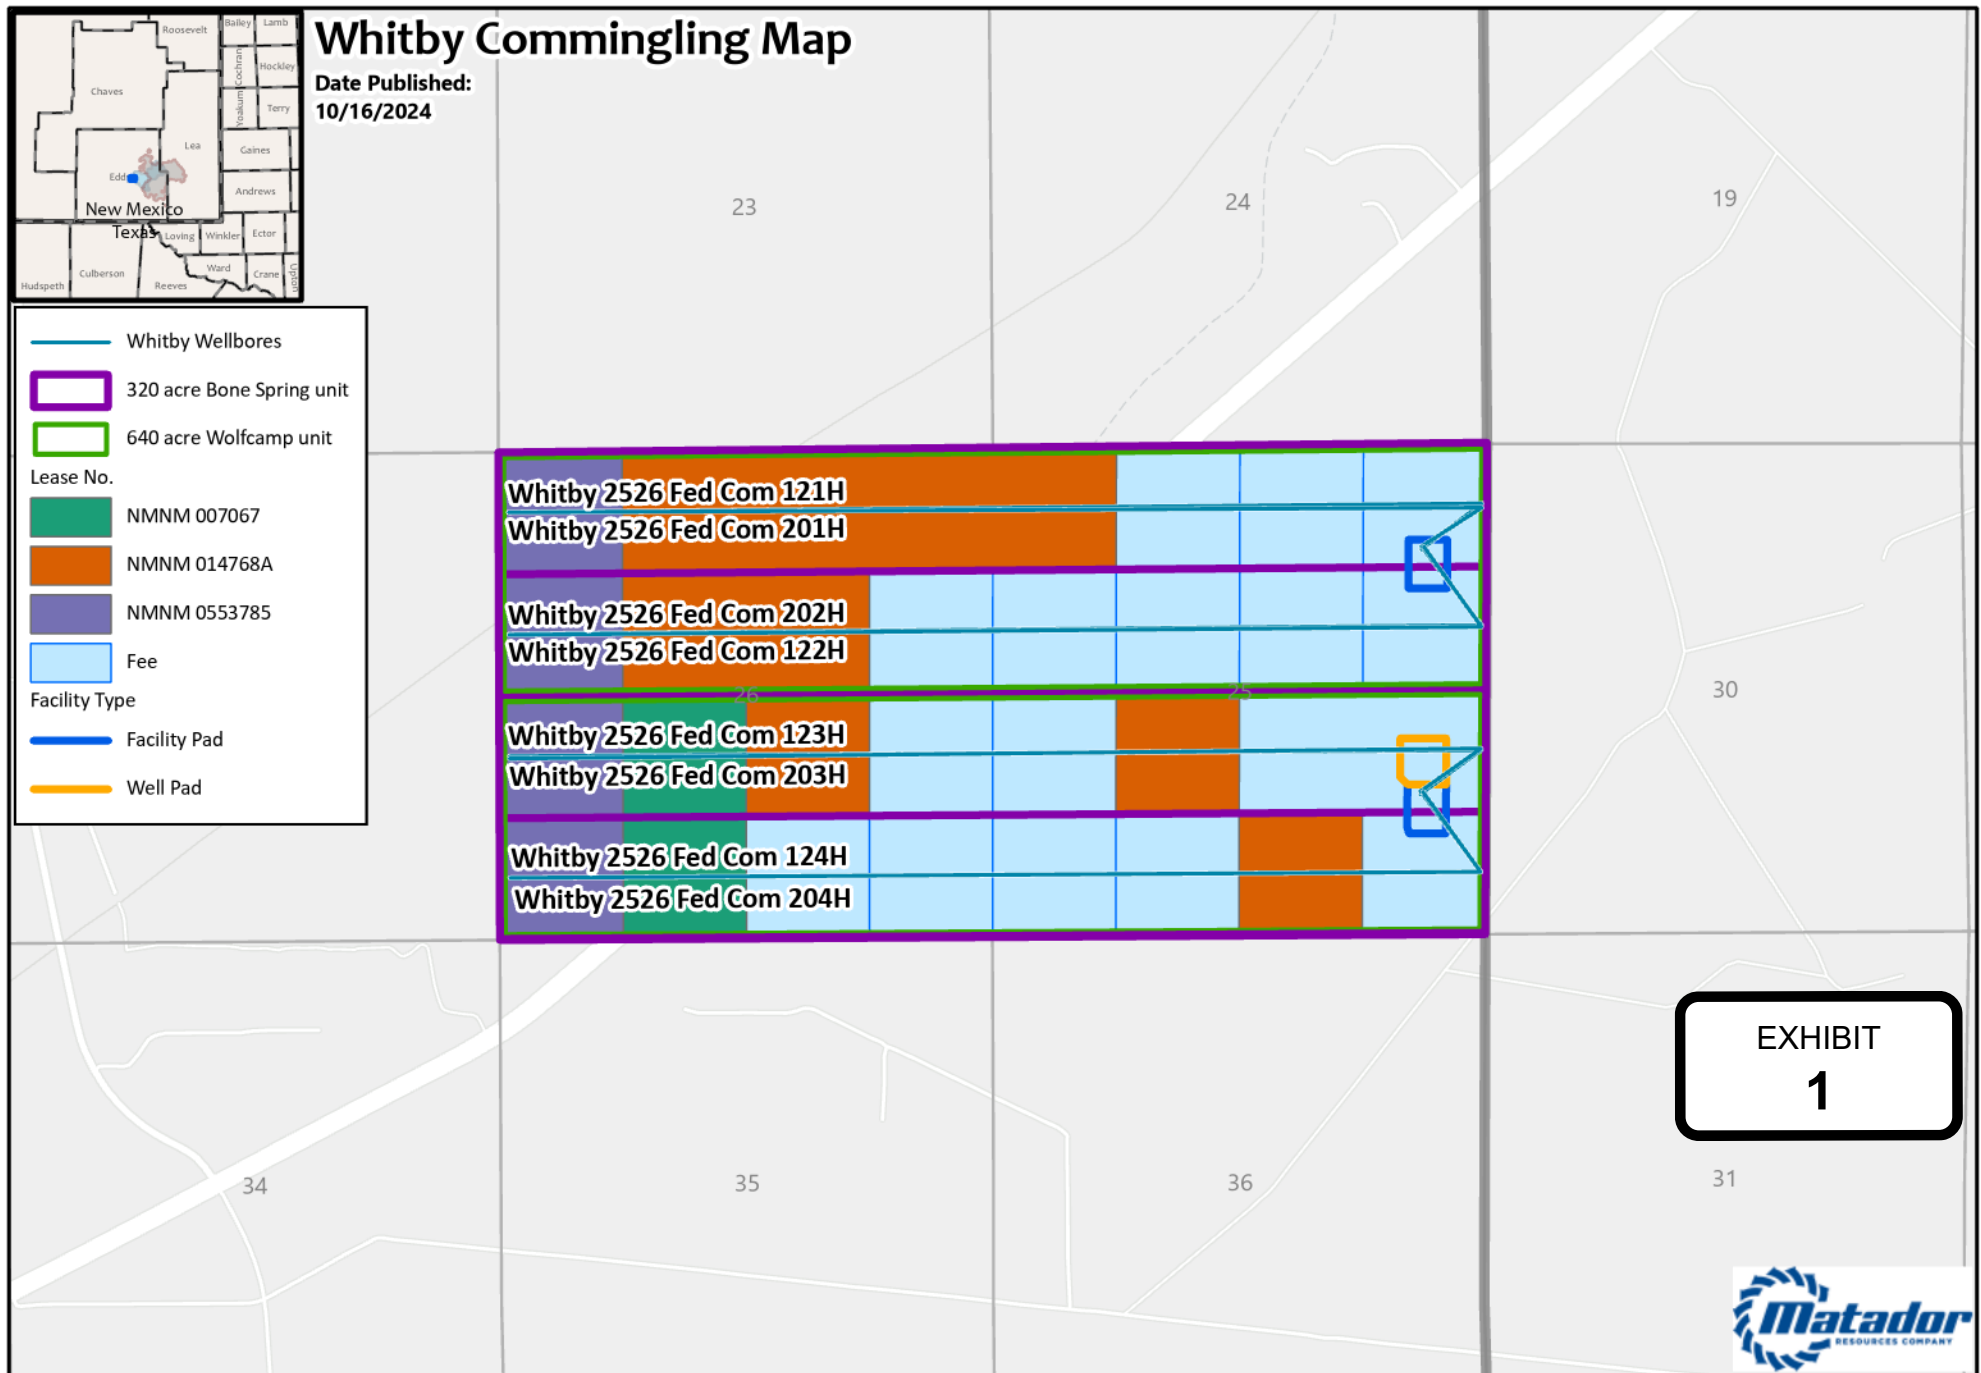 Whitby Commingling Map
Date Published:
10/16/2024
Roosevelt
Bailey
Lamb
Cochran
Hockley
Chaves
Yoakum
Terry
Lea
Gaines
Andrews
New Mexico
Texas
Loving
Winkler
Ector
Culberson
Ward
Crane
Upton
Hudspeth
Reeves
Whitby Wellbores
320 acre Bone Spring unit
640 acre Wolfcamp unit
Lease No.
NMNM 007067
NMNM 014768A
NMNM 0553785
Fee
Facility Type
Facility Pad
Well Pad
23
24
19
Whitby 2526 Fed Com 121H
Whitby 2526 Fed Com 201H
Whitby 2526 Fed Com 202H
Whitby 2526 Fed Com 122H
26
25
30
Whitby 2526 Fed Com 123H
Whitby 2526 Fed Com 203H
Whitby 2526 Fed Com 124H
Whitby 2526 Fed Com 204H
EXHIBIT
1
34
35
36
31
Matador
RESOURCES COMPANY